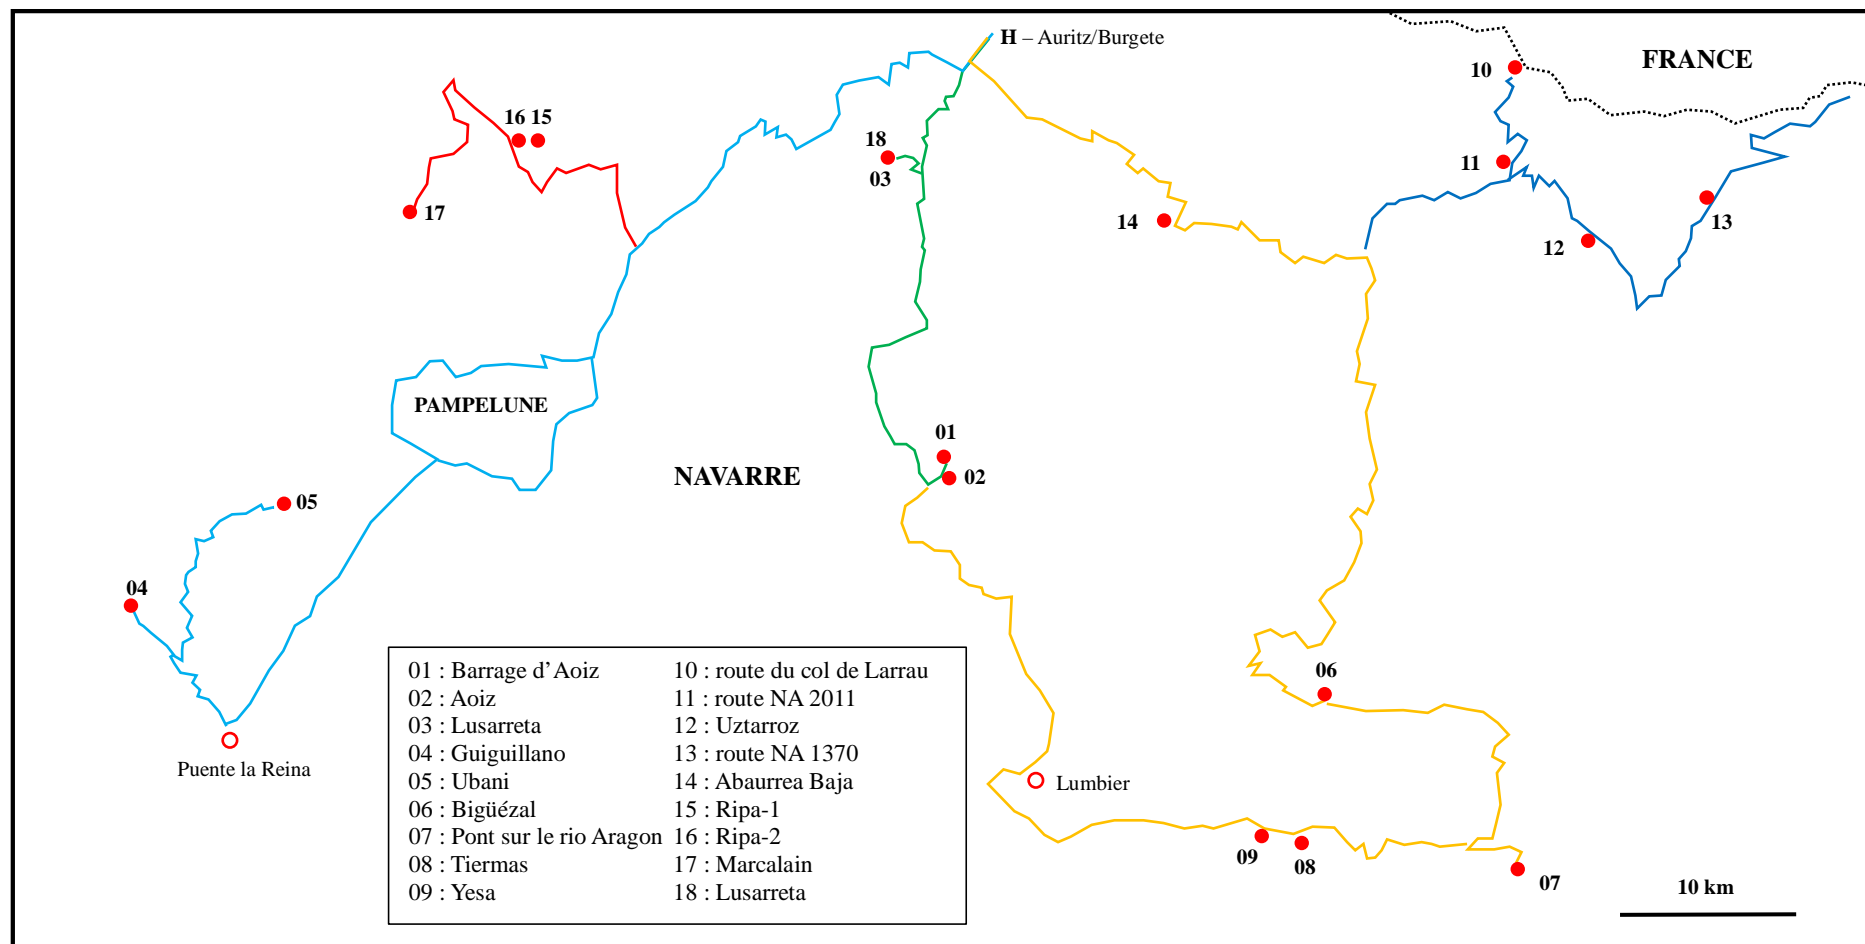 H – Auritz/Burgete
FRANCE
10
16 15
18
11
03
17
13
14
12
PAMPELUNE
01
NAVARRE
02
05
04
06
01 : Barrage d'Aoiz
02 : Aoiz
03 : Lusarreta
04 : Guiguillano
05 : Ubani
06 : Bigüézal
07 : Pont sur le rio Aragon
08 : Tiermas
09 : Yesa
10 : route du col de Larrau
11 : route NA 2011
12 : Uztarroz
13 : route NA 1370
14 : Abaurrea Baja
15 : Ripa-1
16 : Ripa-2
17 : Marcalain
18 : Lusarreta
Puente la Reina
Lumbier
09
08
07
10 km